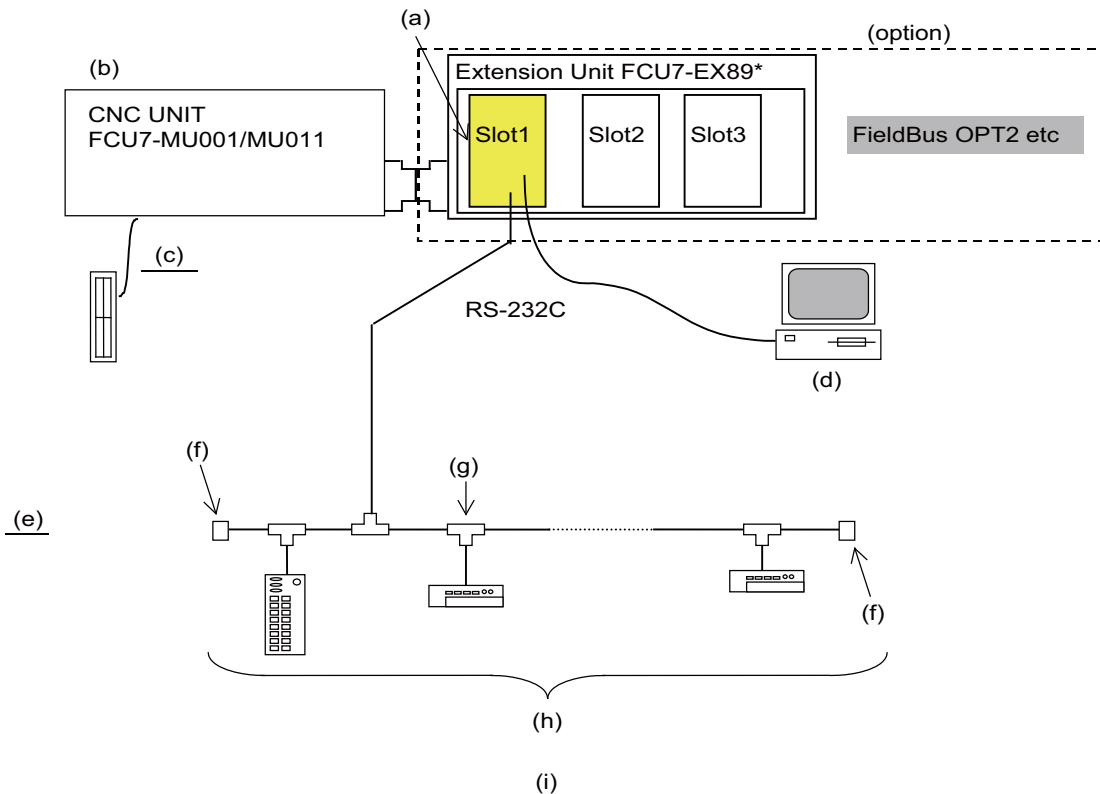 (a)
(option)
(b)
Extension Unit FCU7-EX89*
CNC UNIT
FCU7-MU001/MU011
Slot1
Slot2
Slot3
FieldBus OPT2 etc
(c)
RS-232C
(d)
(f)
(g)
(e)
(f)
(h)
(i)